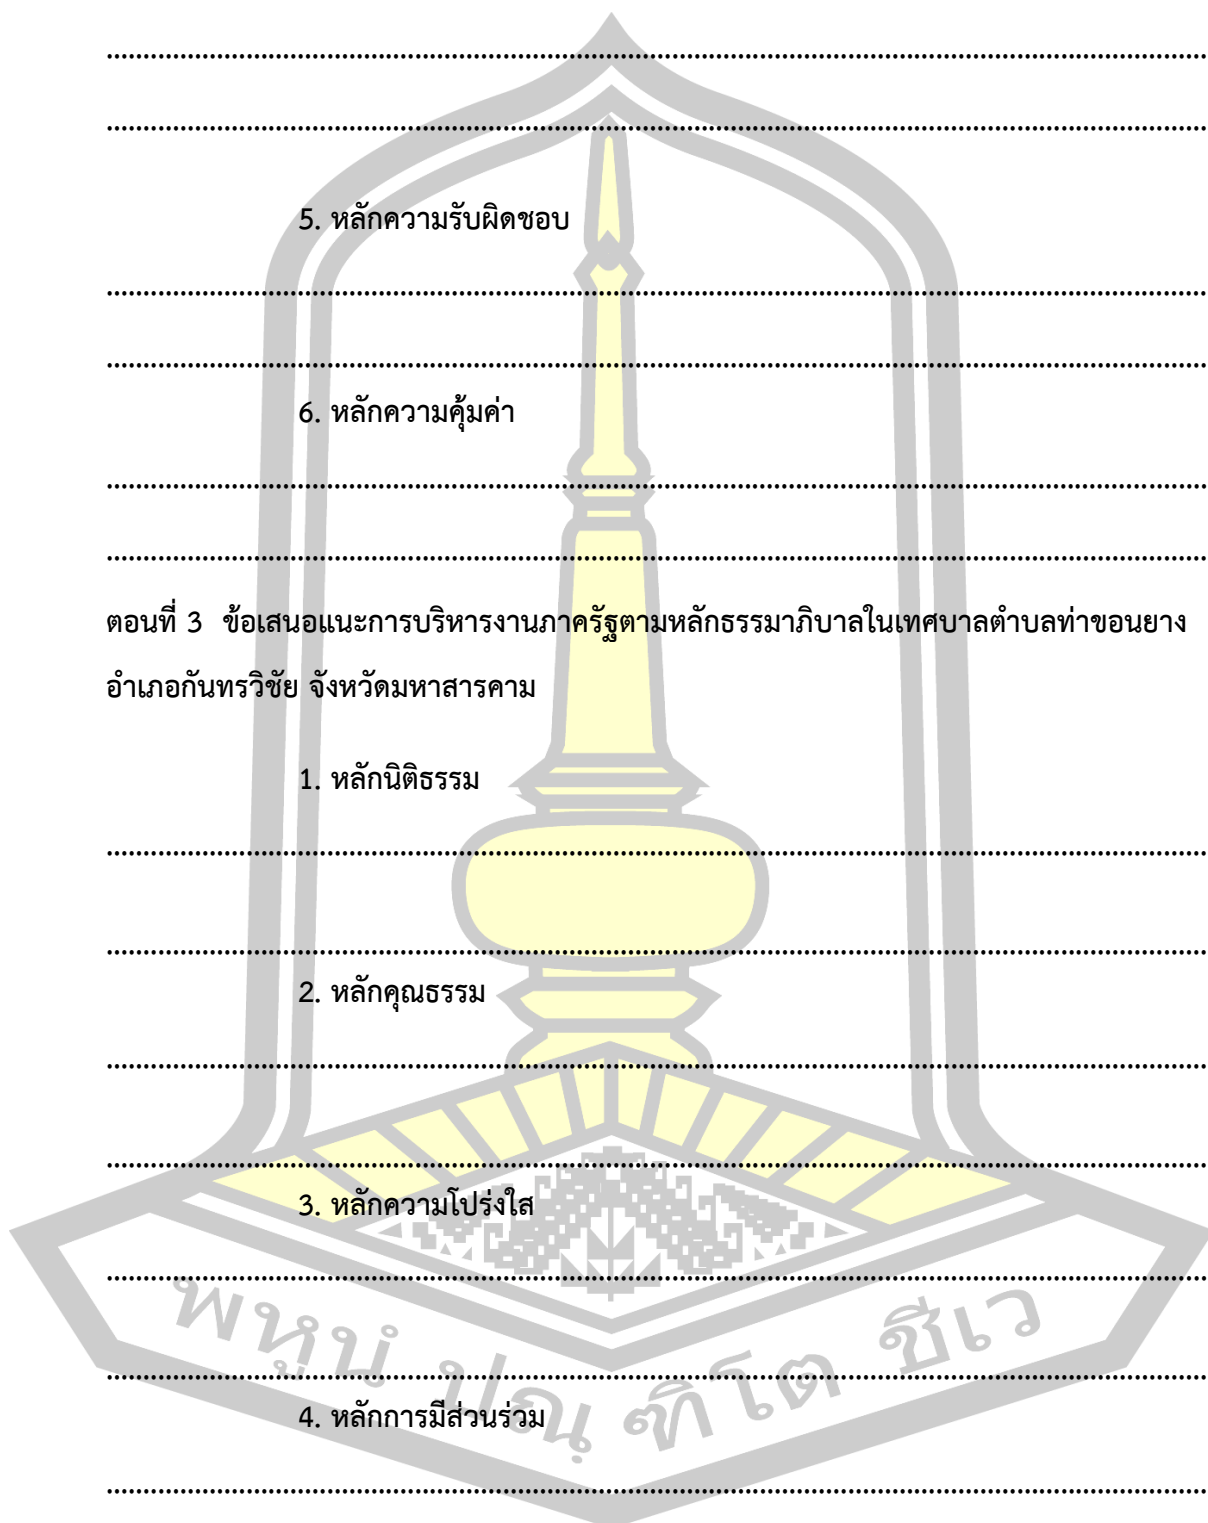 ................................................................................
................................................................................
5. หลักความรับผิดชอบ
................................................................................
................................................................................
6. หลักความคุ้มค่า
................................................................................
................................................................................
ตอนที่ 3 ข้อเสนอแนะการบริหารงานภาครัฐตามหลักธรรมาภิบาลในเทศบาลตำบลท่าขอนยาง
อำเภอกันทรวิชัย จังหวัดมหาสารคาม
1. หลักนิติธรรม
................................................................................
................................................................................
2. หลักคุณธรรม
................................................................................
................................................................................
3. หลักความโปร่งใส
................................................................................
พหูนํ ปณฺฑิโต ชีเว
................................................................................
4. หลักการมีส่วนร่วม
................................................................................